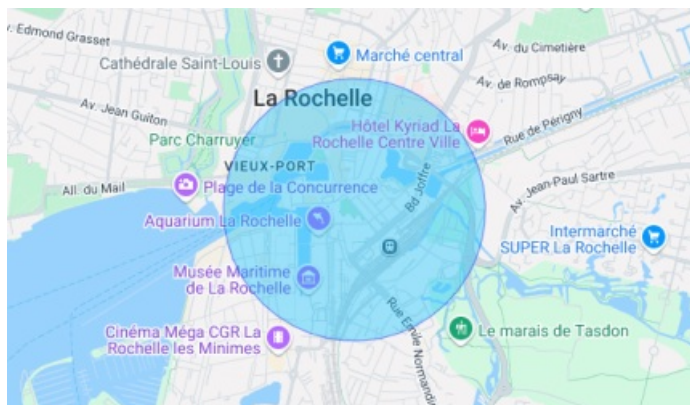 . Edmond Grasset
Av. du Cimetière
Marché central
Cathédrale Saint-Louis
Av. de Rompsay
La Rochelle
Av. Jean Guiton
Hôtel Kyriad La
Rochelle Centre Ville
Rue de Périgny
Parc Charruyer
VIEUX-PORT
All. du Mail
Plage de la Concurrence
Bd Joffre
Av. Jean-Paul Sartre
Aquarium La Rochelle
Intermarché
SUPER La Rochelle
Musée Maritime
de La Rochelle
Rue Emile Normandi
Cinéma Méga CGR La
Rochelle les Minimes
Le marais de Tasdon